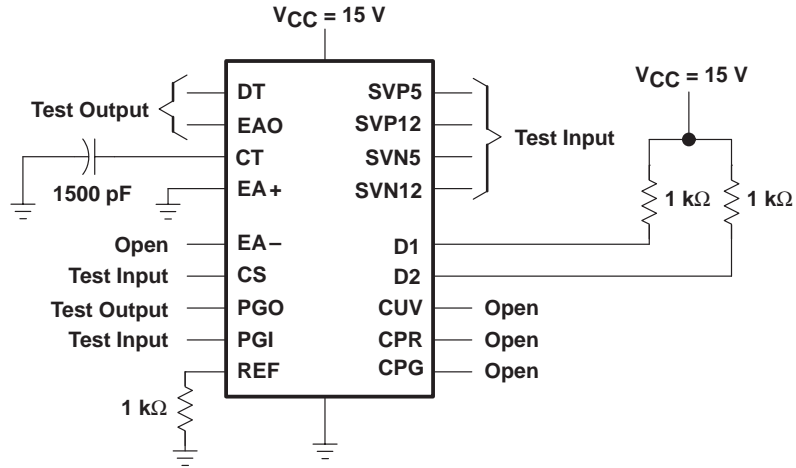 VCC = 15 V
DT
EAO
CT
EA+
EA−
CS
PGO
PGI
REF
SVP5
SVP12
SVN5
SVN12
D1
D2
CUV
CPR
CPG
Test Output
1500 pF
Open
Test Input
Test Output
Test Input
1 kΩ
Test Input
VCC = 15 V
1 kΩ
1 kΩ
Open
Open
Open